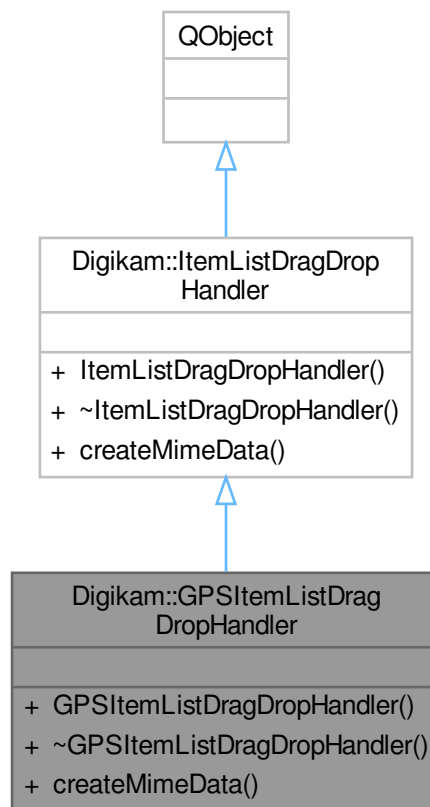 QObject
Digikam::ItemListDragDrop
Handler
+ ItemListDragDropHandler()
+ ~ItemListDragDropHandler()
+ createMimeData()
Digikam::GPSItemListDrag
DropHandler
+ GPSItemListDragDropHandler()
+ ~GPSItemListDragDropHandler()
+ createMimeData()